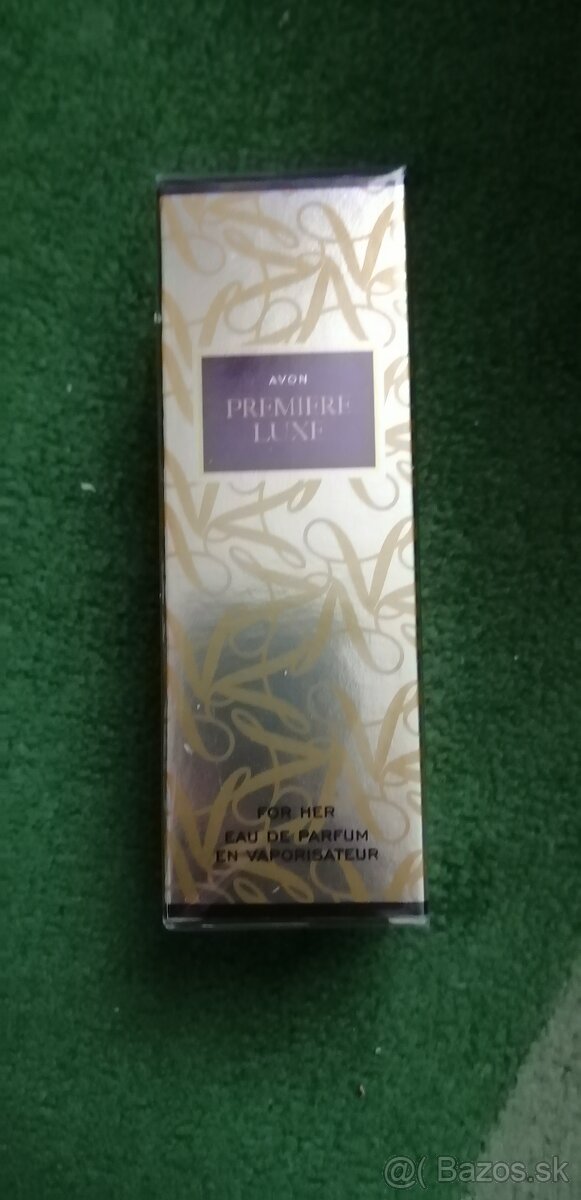 AVON
PREMIERE
LUXE
FOR HER
EAU DE PARFUM
EN VAPORISATEUR
@( Bazos.sk